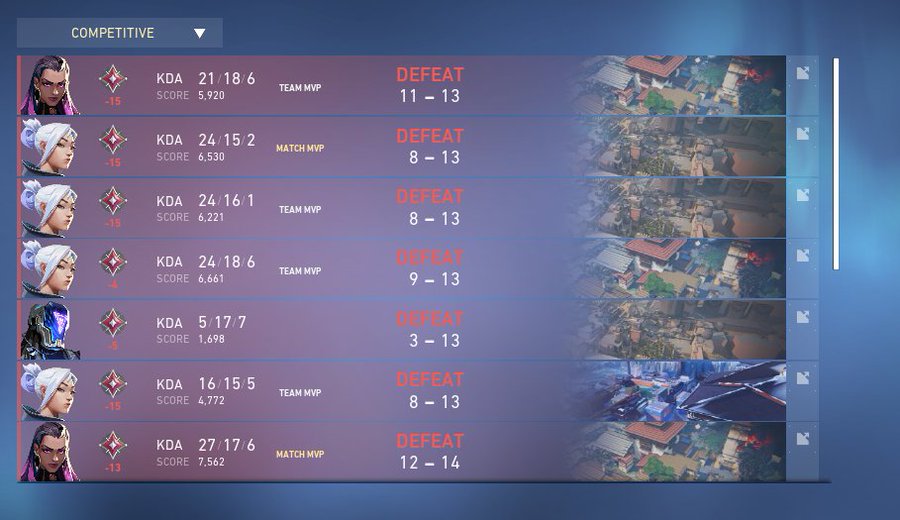 COMPETITIVE ▼
KDA 21/18/6
SCORE 5,920
-15
TEAM MVP
DEFEAT
11 – 13
KDA 24/15/2
SCORE 6,530
-15
MATCH MVP
DEFEAT
8 – 13
KDA 24/16/1
SCORE 6,221
-15
TEAM MVP
DEFEAT
8 – 13
KDA 24/18/6
SCORE 6,661
-4
TEAM MVP
DEFEAT
9 – 13
KDA 5/17/7
SCORE 1,698
-5
DEFEAT
3 – 13
KDA 16/15/5
SCORE 4,772
-15
TEAM MVP
DEFEAT
8 – 13
KDA 27/17/6
SCORE 7,562
-13
MATCH MVP
DEFEAT
12 – 14